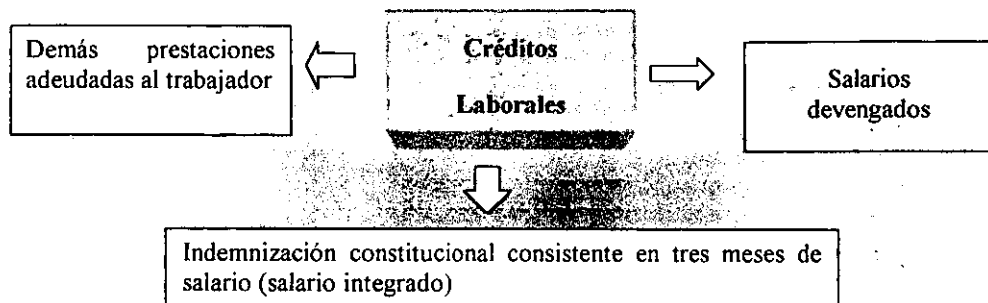 Demás prestaciones
adeudadas al trabajador
Créditos
Laborales
Salarios
devengados
Indemnización constitucional consistente en tres meses de
salario (salario integrado)